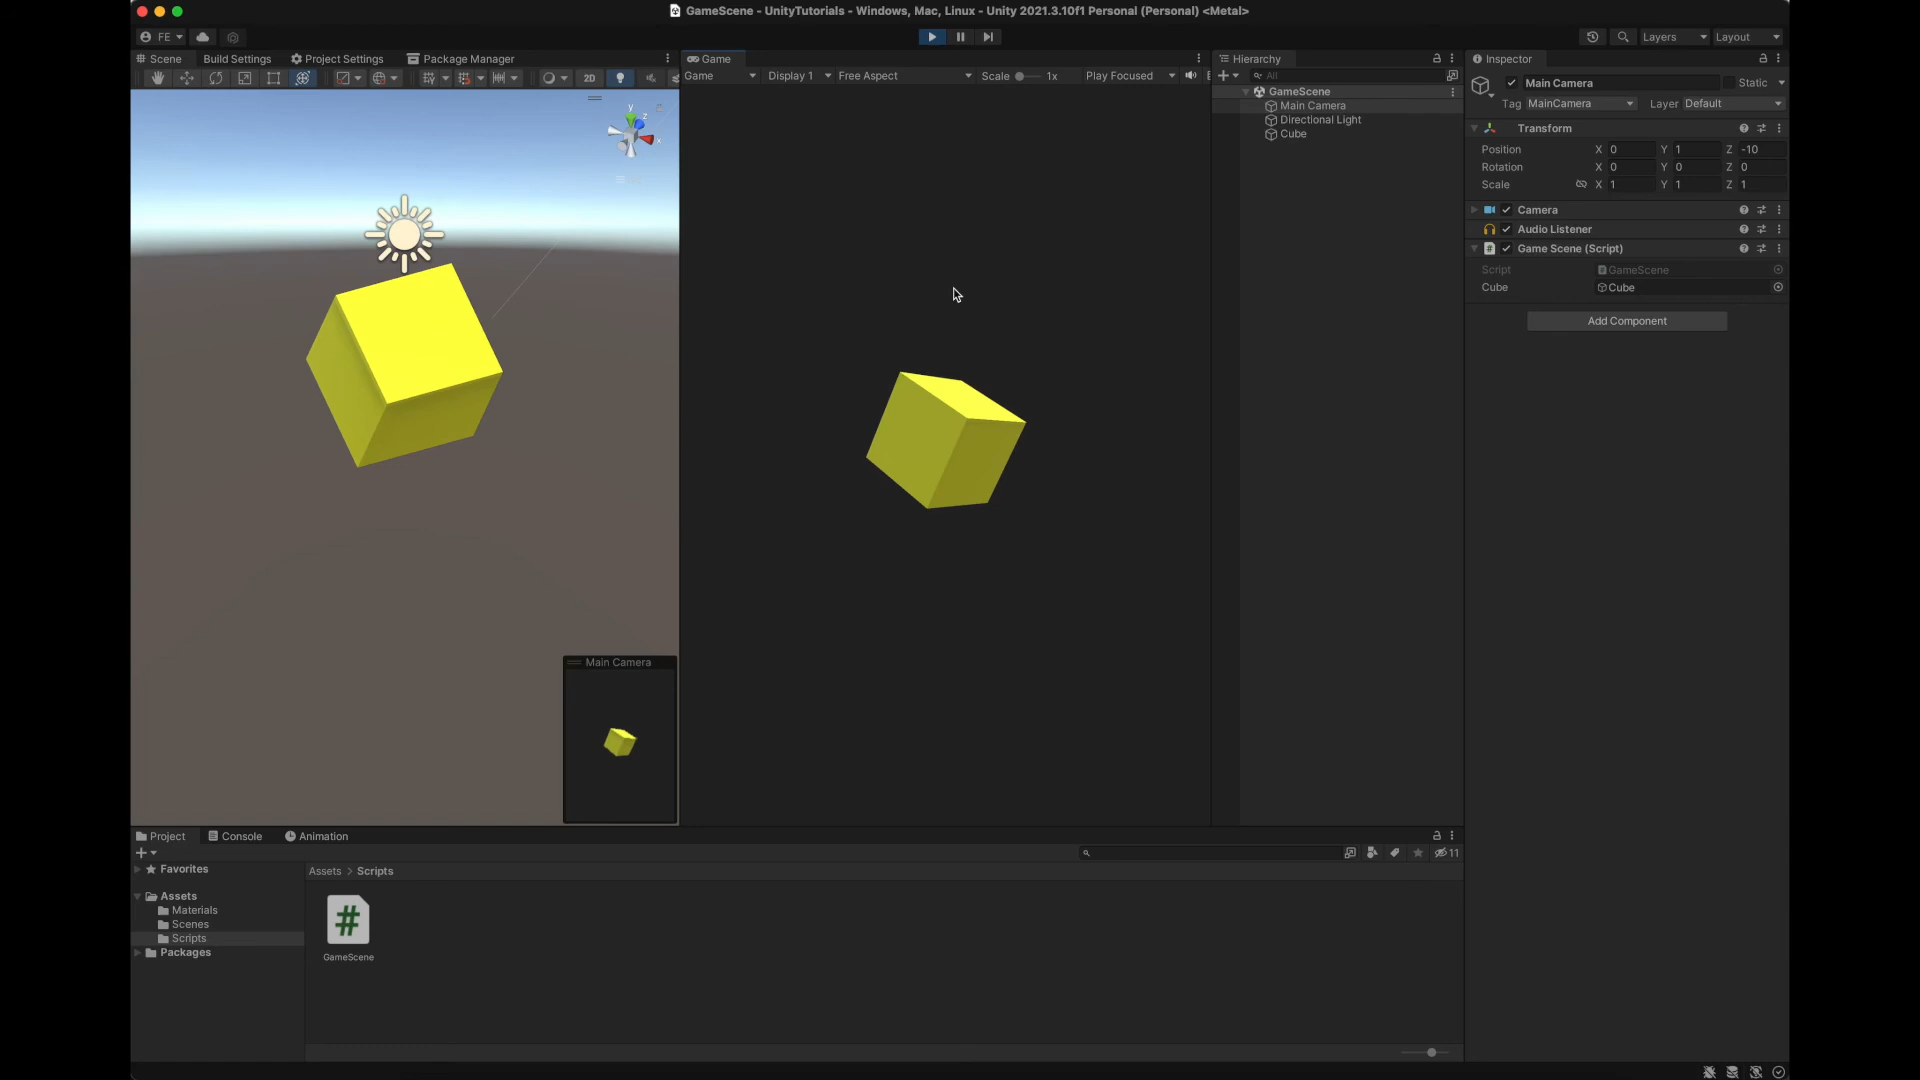 GameScene - UnityTutorials - Windows, Mac, Linux - Unity 2021.3.10f1 Personal (Personal) <Metal>
FE
Layers
Layout
Scene
Build Settings
Project Settings
Package Manager
2D
y
z
x
Main Camera
Game
Game
Display 1
Free Aspect
Scale
1x
Play Focused
Hierarchy
All
GameScene
Main Camera
Directional Light
Cube
Inspector
Main Camera
Static
Tag MainCamera
Layer Default
Transform
Position X 0 Y 1 Z -10
Rotation X 0 Y 0 Z 0
Scale X 1 Y 1 Z 1
Camera
Audio Listener
Game Scene (Script)
Script GameScene
Cube Cube
Add Component
Project
Console
Animation
11
Favorites
Assets
Materials
Scenes
Scripts
Packages
Assets > Scripts
#
GameScene